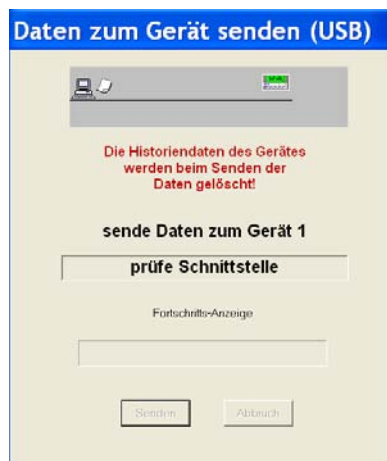 Daten zum Gerät senden (USB)
Die Historiendaten des Gerätes
werden beim Senden der
Daten gelöscht!
sende Daten zum Gerät 1
prüfe Schnittstelle
Fortschritts-Anzeige
Senden
Abbruch